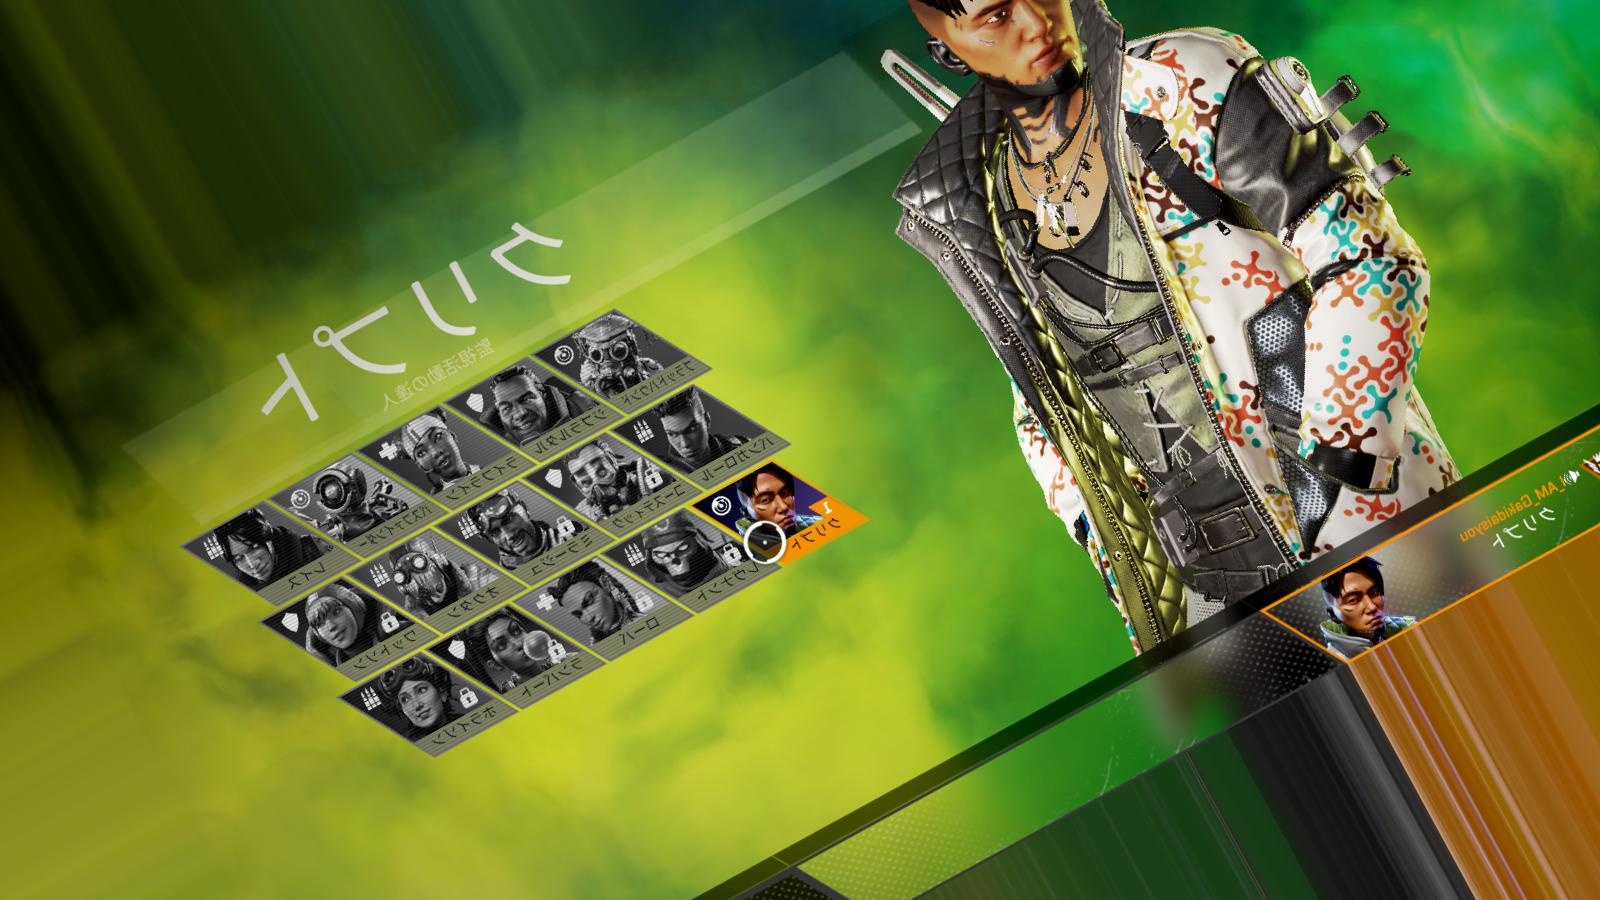 クリプト
監視活動の達人
ブラッドハウンド
ジブラルタル
ライフライン
パスファインダー
レイス
バンガロール
コースティック
ミラージュ
オクタン
ワットソン
クリプト
レヴナント
ローバ
ランパート
ホライゾン
I_AM_Gakidaisyou
クリプト